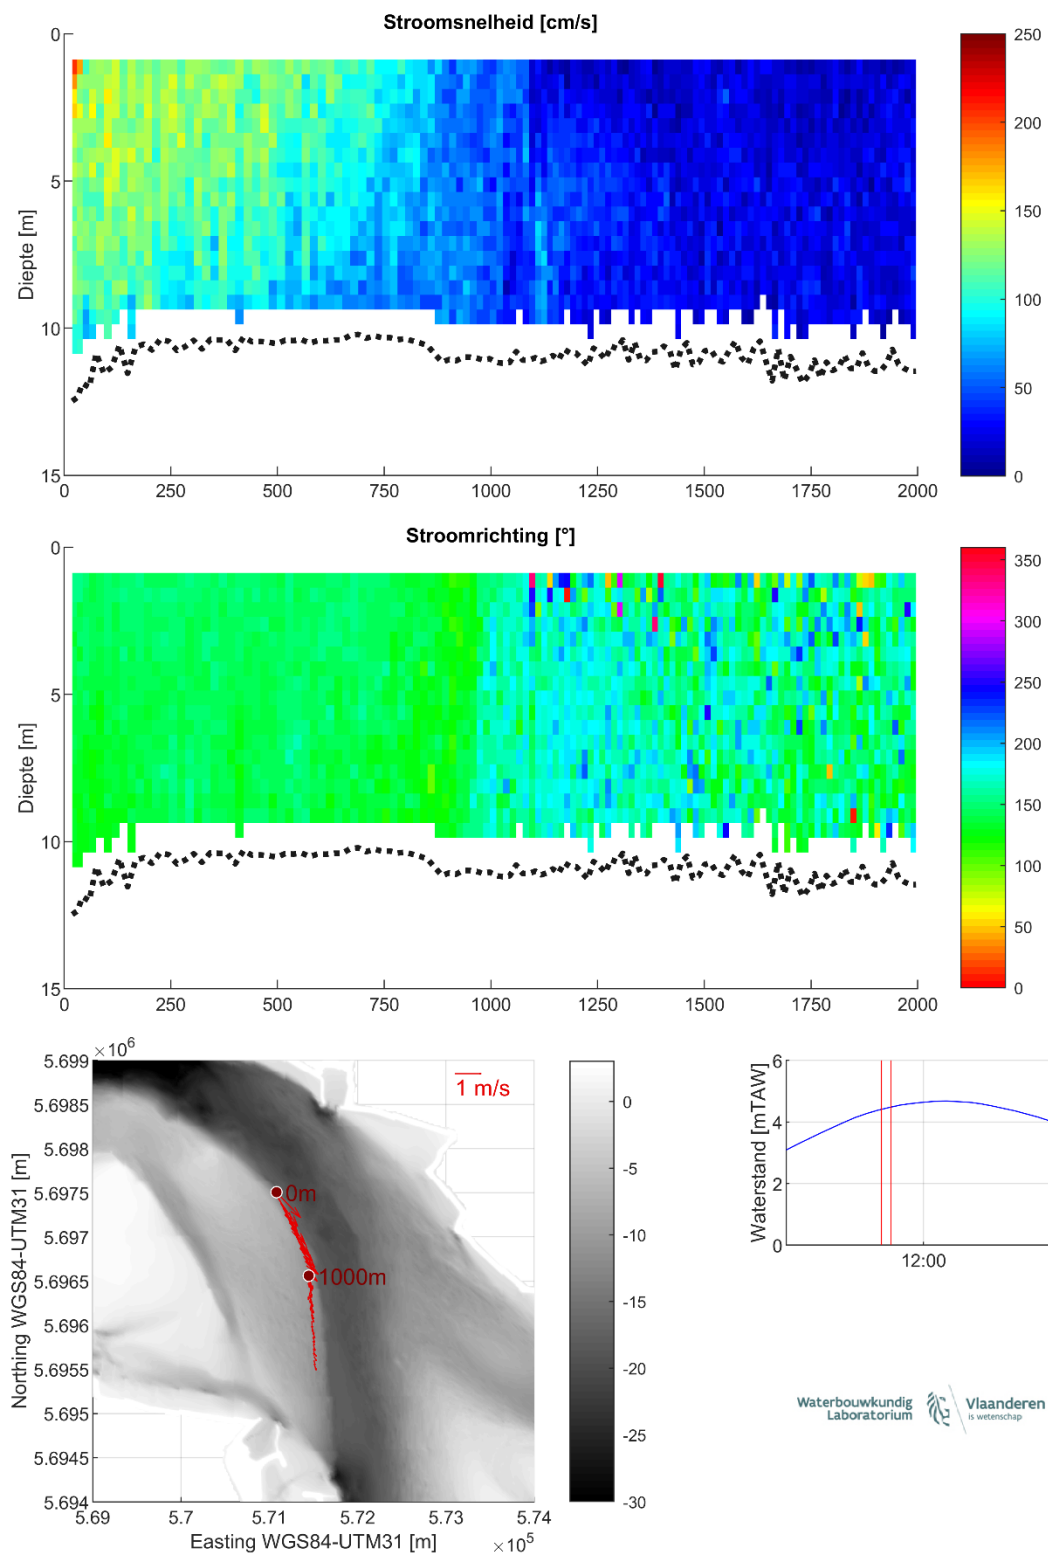 Stroomsnelheid [cm/s]
Diepte [m]
0
5
10
15
0 250 500 750 1000 1250 1500 1750 2000
250
200
150
100
50
0
Stroomrichting [°]
Diepte [m]
0
5
10
15
0 250 500 750 1000 1250 1500 1750 2000
350
300
250
200
150
100
50
0
×10⁶
Northing WGS84-UTM31 [m]
5.699
5.6985
5.698
5.6975
5.697
5.6965
5.696
5.6955
5.695
5.6945
5.694
1 m/s
0m
1000m
5.69 5.7 5.71 5.72 5.73 5.74
Easting WGS84-UTM31 [m]
×10⁵
0
-5
-10
-15
-20
-25
-30
Waterstand [mTAW]
6
4
2
0
12:00
Waterbouwkundig
Laboratorium
Vlaanderen
is wetenschap